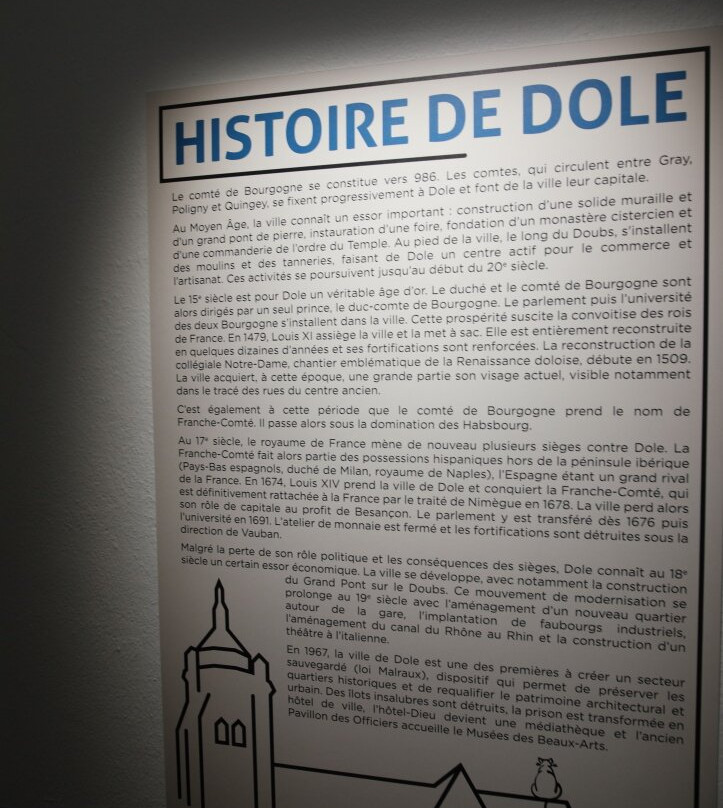 HISTOIRE DE DOLE
Le comté de Bourgogne se constitue vers 986. Les comtes, qui circulent entre Gray,
Poligny et Quingey, se fixent progressivement à Dole et font de la ville leur capitale.
Au Moyen Âge, la ville connaît un essor important : construction d'une solide muraille et
d'un grand pont de pierre, instauration d'une foire, fondation d'un monastère cistercien et
d'une commanderie de l'ordre du Temple. Au pied de la ville, le long du Doubs, s'installent
des moulins et des tanneries, faisant de Dole un centre actif pour le commerce et
l'artisanat. Ces activités se poursuivent jusqu'au début du 20e siècle.
Le 15e siècle est pour Dole un véritable âge d'or. Le duché et le comté de Bourgogne sont
alors dirigés par un seul prince, le duc-comte de Bourgogne. Le parlement puis l'université
des deux Bourgogne s'installent dans la ville. Cette prospérité suscite la convoitise des rois
de France. En 1479, Louis XI assiège la ville et la met à sac. Elle est entièrement reconstruite
en quelques dizaines d'années et ses fortifications sont renforcées. La reconstruction de la
collégiale Notre-Dame, chantier emblématique de la Renaissance doloise, débute en 1509.
La ville acquiert, à cette époque, une grande partie son visage actuel, visible notamment
dans le tracé des rues du centre ancien.
C'est également à cette période que le comté de Bourgogne prend le nom de
Franche-Comté. Il passe alors sous la domination des Habsbourg.
Au 17e siècle, le royaume de France mène de nouveau plusieurs sièges contre Dole. La
Franche-Comté fait alors partie des possessions hispaniques hors de la péninsule ibérique
(Pays-Bas espagnols, duché de Milan, royaume de Naples), l'Espagne étant un grand rival
de la France. En 1674, Louis XIV prend la ville de Dole et conquiert la Franche-Comté, qui
est définitivement rattachée à la France par le traité de Nimègue en 1678. La ville perd alors
son rôle de capitale au profit de Besançon. Le parlement y est transféré dès 1676 puis
l'université en 1691. L'atelier de monnaie est fermé et les fortifications sont détruites sous la
direction de Vauban.
Malgré la perte de son rôle politique et les conséquences des sièges, Dole connaît au 18e
siècle un certain essor économique. La ville se développe, avec notamment la construction
du Grand Pont sur le Doubs. Ce mouvement de modernisation se
prolonge au 19e siècle avec l'aménagement d'un nouveau quartier
autour de la gare, l'implantation de faubourgs industriels,
l'aménagement du canal du Rhône au Rhin et la construction d'un
théâtre à l'italienne.
En 1967, la ville de Dole est une des premières à créer un secteur
sauvegardé (loi Malraux), dispositif qui permet de préserver les
quartiers historiques et de requalifier le patrimoine architectural et
urbain. Des îlots insalubres sont détruits, la prison est transformée en
hôtel de ville, l'hôtel-Dieu devient une médiathèque et l'ancien
Pavillon des Officiers accueille le Musées des Beaux-Arts.